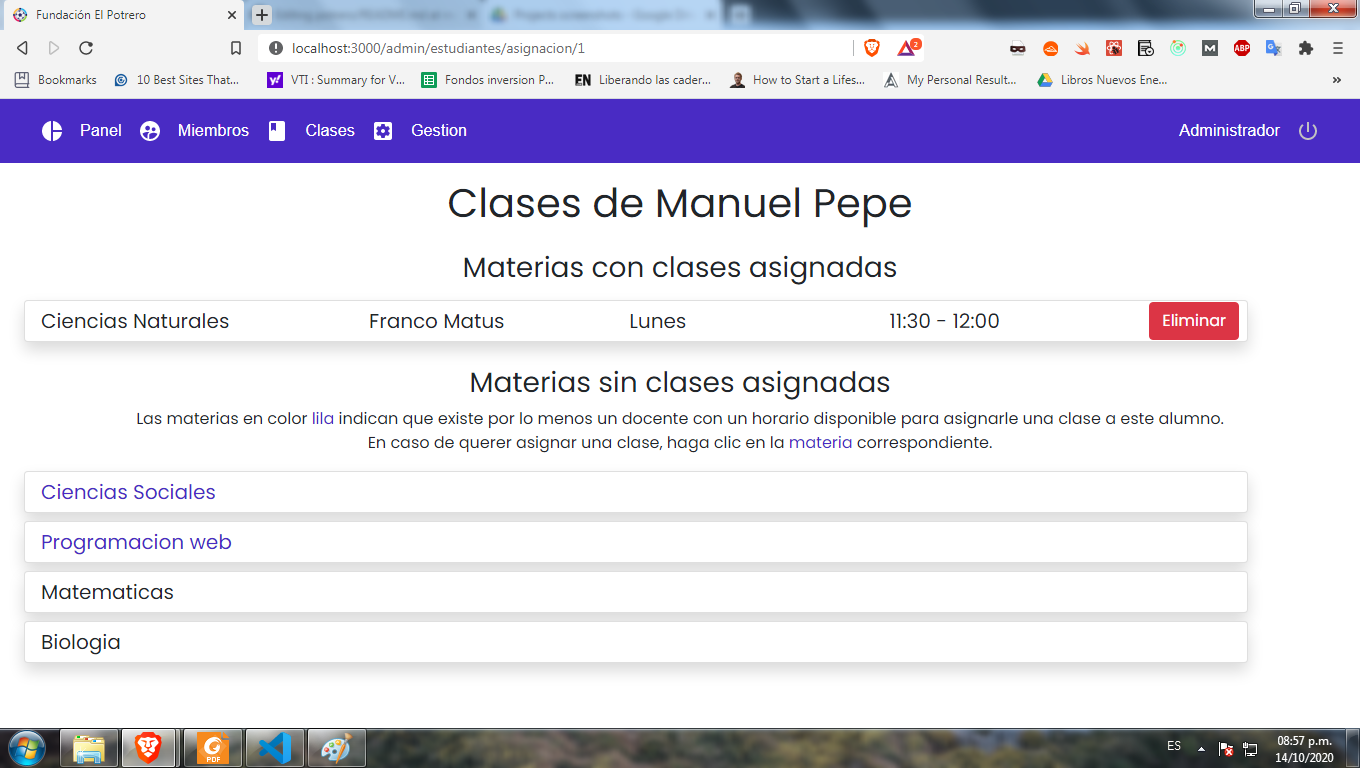 Fundación El Potrero
localhost:3000/admin/estudiantes/asignacion/1
2
M
ABP
Bookmarks
10 Best Sites That...
VTI : Summary for V...
Fondos inversion P...
EN Liberando las cader...
How to Start a Lifes...
My Personal Result...
Libros Nuevos Ene...
»
Panel
Miembros
Clases
Gestion
Administrador
Clases de Manuel Pepe
Materias con clases asignadas
Ciencias Naturales Franco Matus Lunes 11:30 - 12:00 Eliminar
Materias sin clases asignadas
Las materias en color lila indican que existe por lo menos un docente con un horario disponible para asignarle una clase a este alumno.
En caso de querer asignar una clase, haga clic en la materia correspondiente.
Ciencias Sociales
Programacion web
Matematicas
Biologia
PDF
ES
08:57 p.m.
14/10/2020